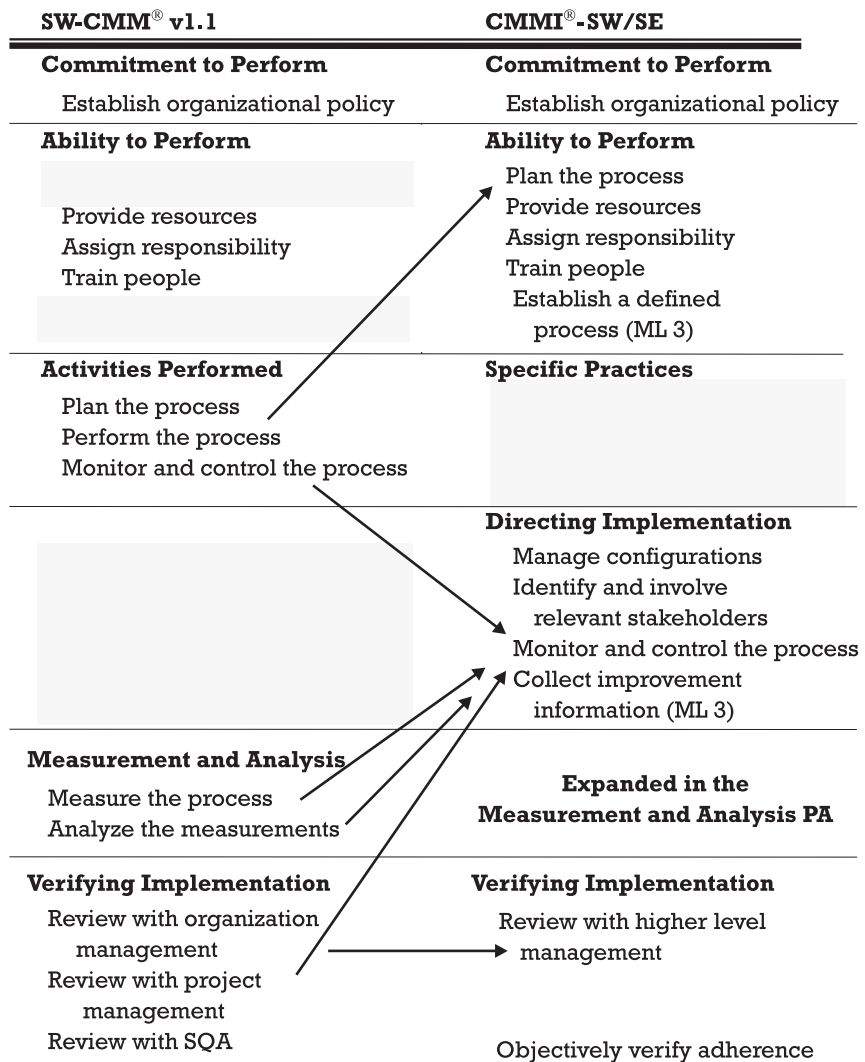 SW-CMM® v1.1 CMMI®-SW/SE
Commitment to Perform Commitment to Perform
Establish organizational policy Establish organizational policy
Ability to Perform Ability to Perform
Plan the process
Provide resources Provide resources
Assign responsibility Assign responsibility
Train people Train people
Establish a defined
process (ML 3)
Activities Performed Specific Practices
Plan the process
Perform the process
Monitor and control the process
Directing Implementation
Manage configurations
Identify and involve
relevant stakeholders
Monitor and control the process
Collect improvement
information (ML 3)
Measurement and Analysis
Measure the process
Analyze the measurements
Expanded in the
Measurement and Analysis PA
Verifying Implementation Verifying Implementation
Review with organization Review with higher level
management management
Review with project
management
Review with SQA Objectively verify adherence